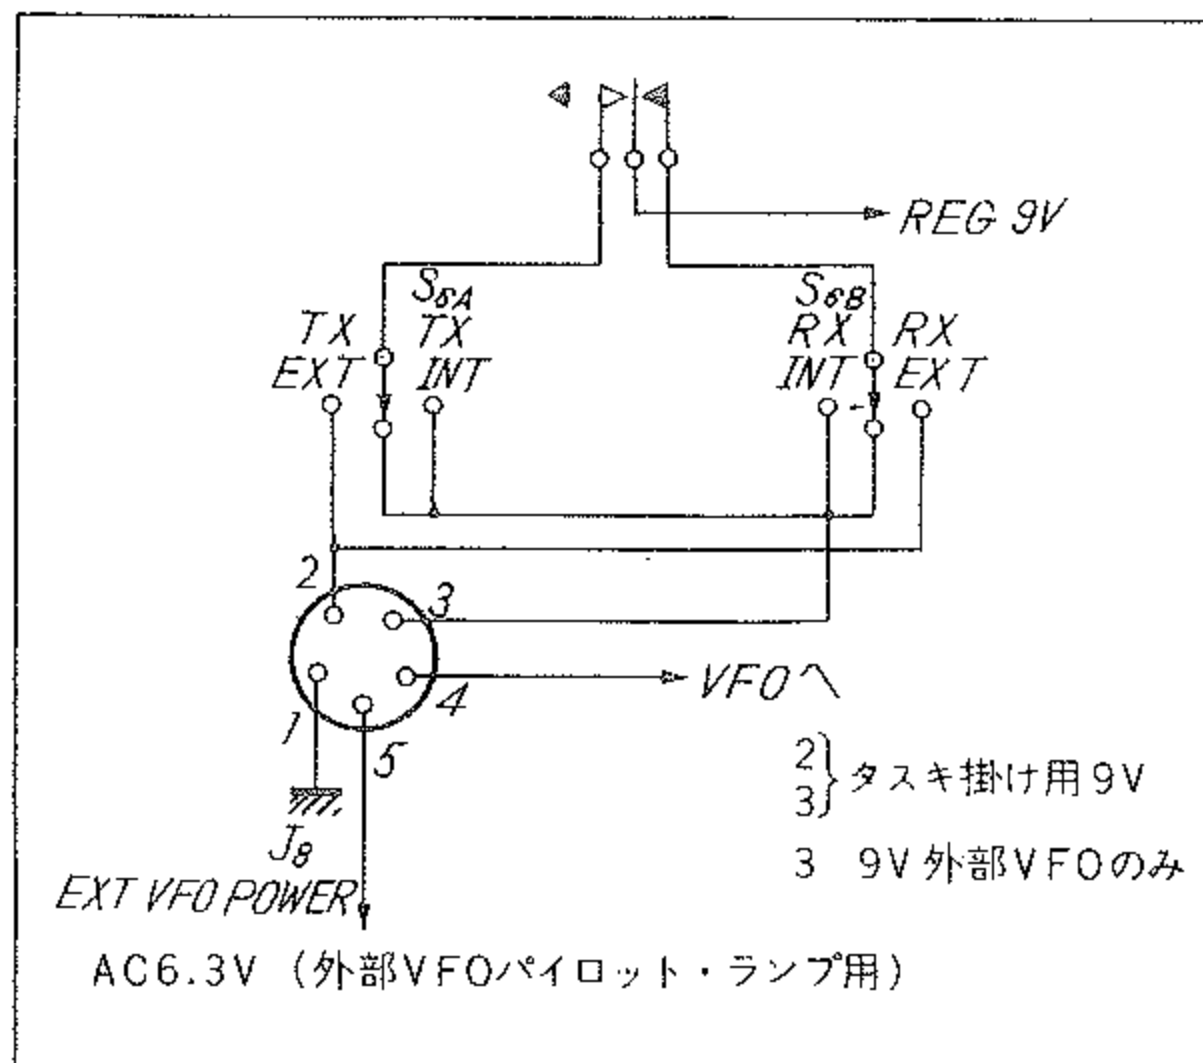 REG 9V
S6A
S6B
TX
TX
RX
RX
EXT
INT
INT
EXT
2
3
VFOへ
1
4
5
2
3
タスキ掛け用9V
J8
3 9V外部VFOのみ
EXT VFO POWER
AC6.3V (外部VFOパイロット・ランプ用)